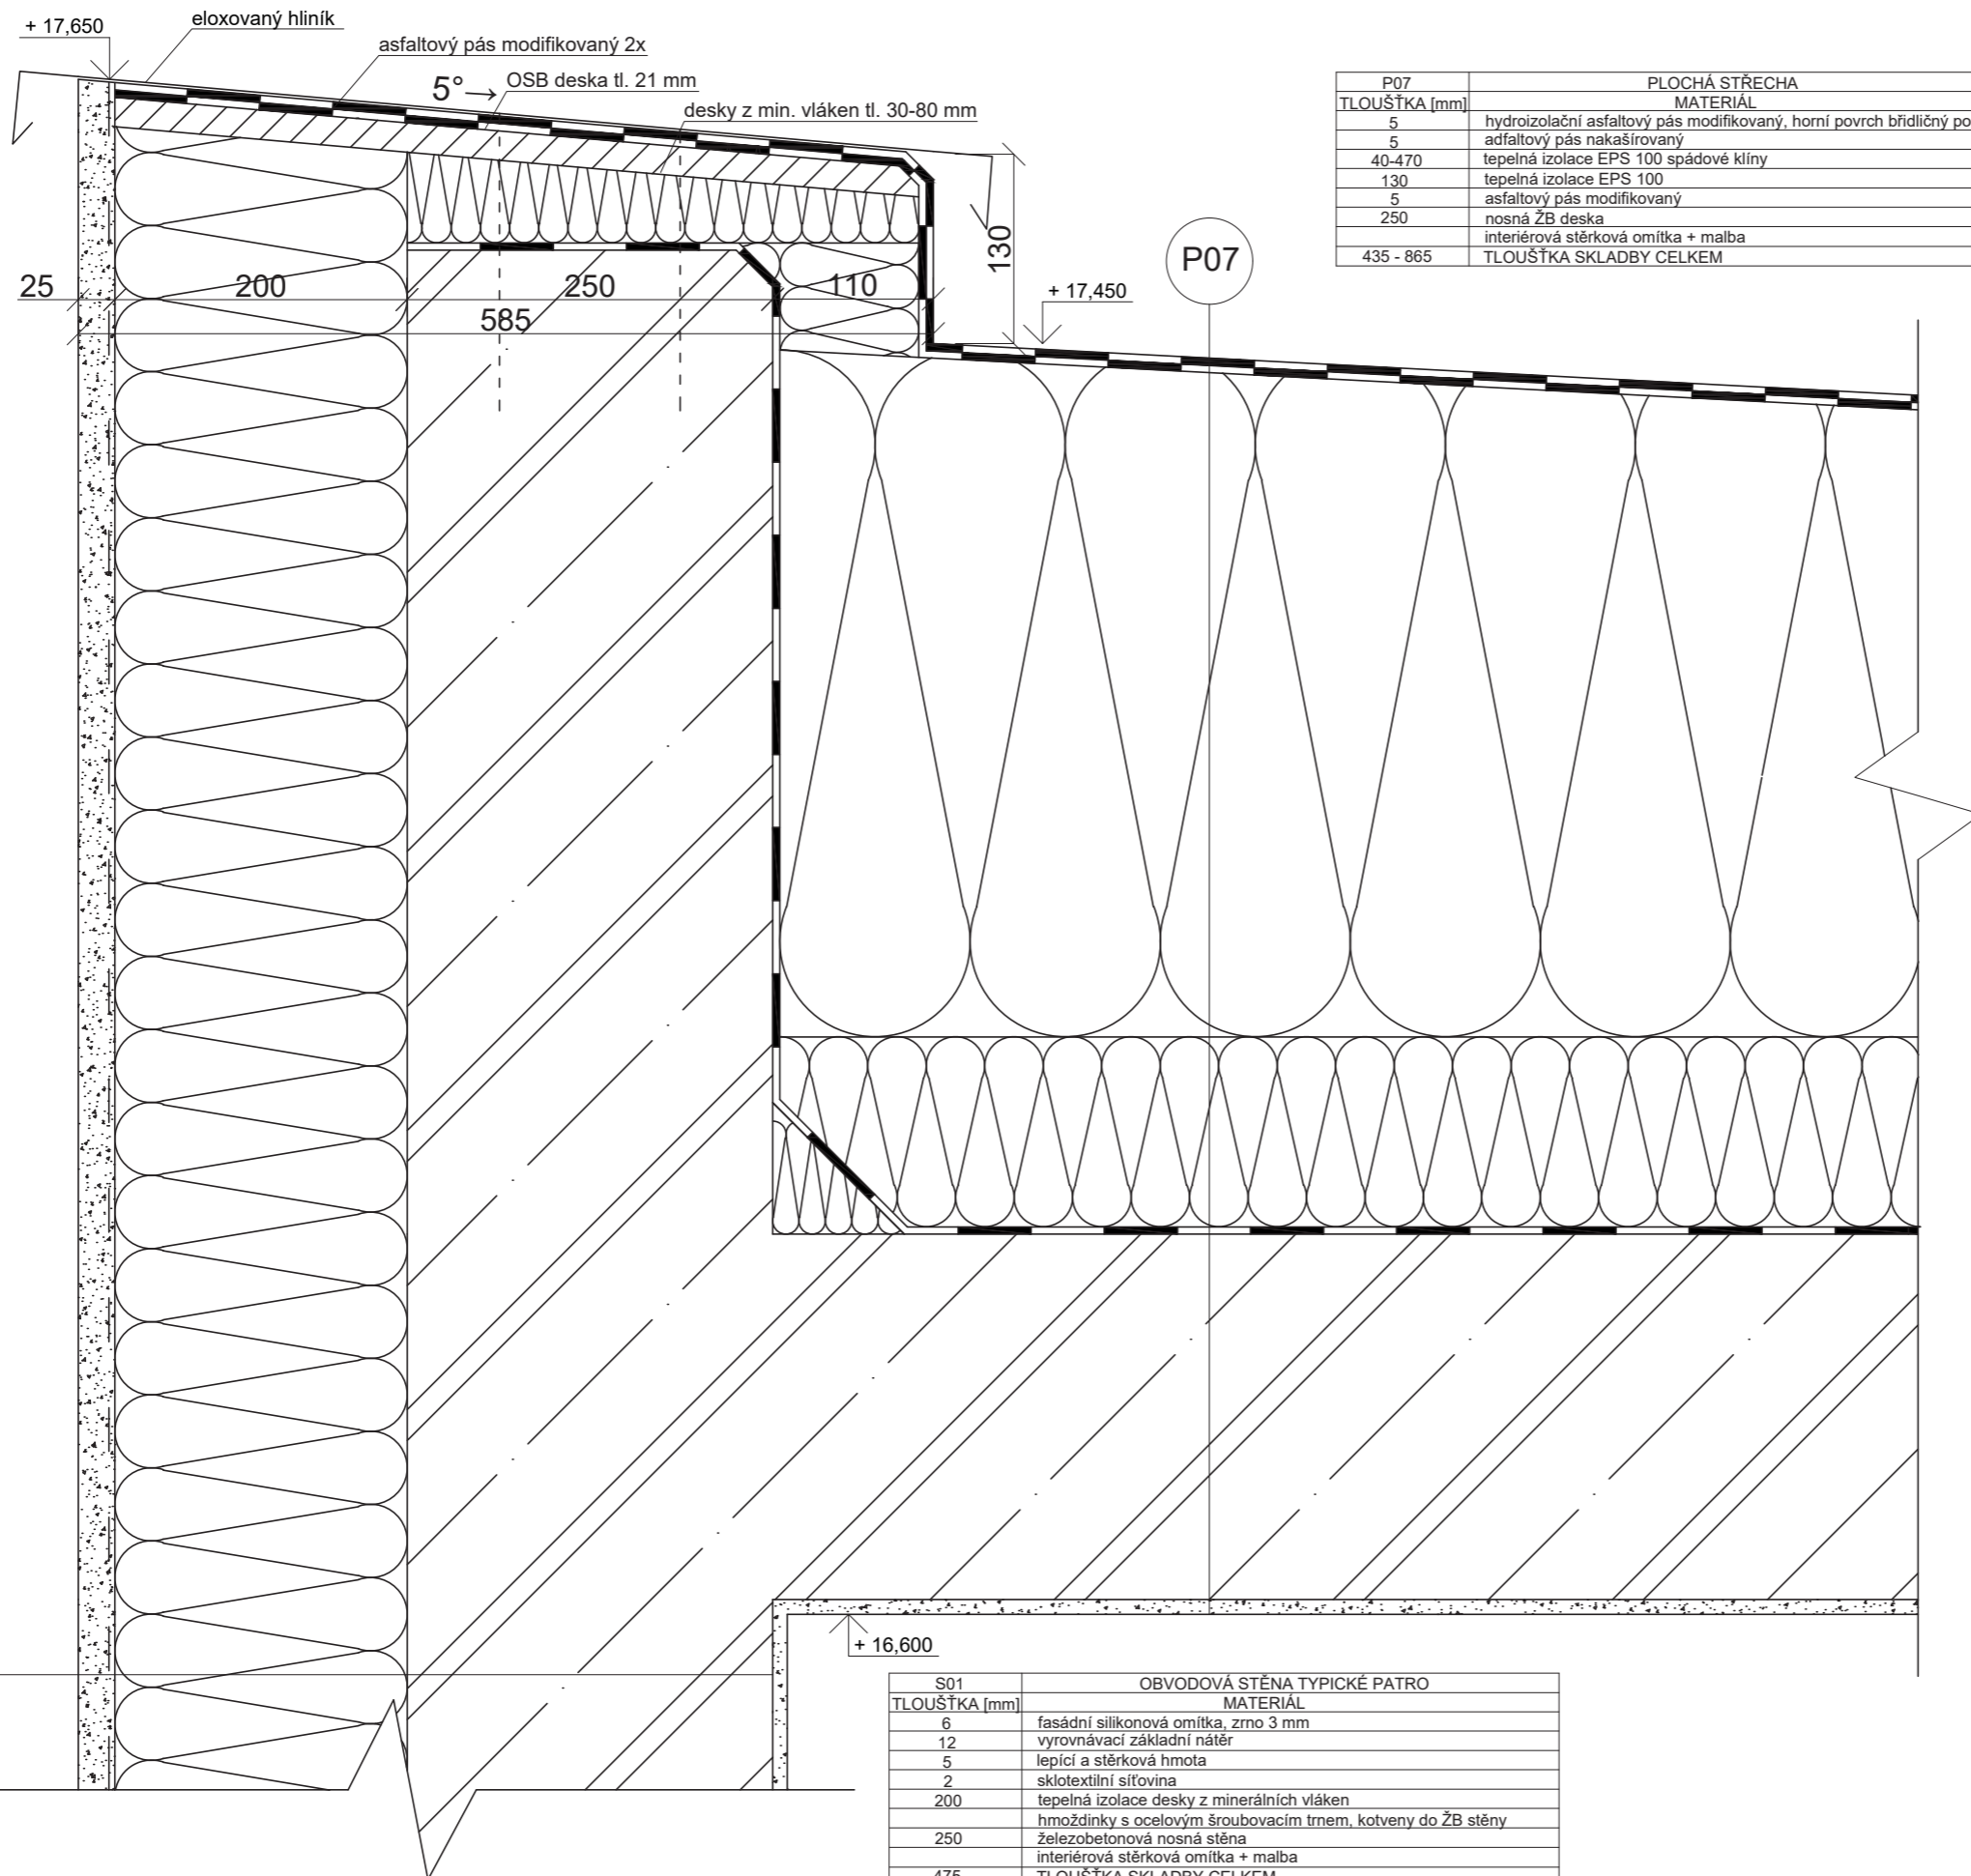 + 17,650
eloxovaný hliník
asfaltový pás modifikovaný 2x
5°→
OSB deska tl. 21 mm
desky z min. vláken tl. 30-80 mm
25
200
250
110
585
130
+ 17,450
P07
P07 PLOCHÁ STŘECHA
TLOUŠŤKA [mm] MATERIÁL
5 hydroizolační asfaltový pás modifikovaný, horní povrch břidličný po
5 adfaltový pás nakašírovaný
40-470 tepelná izolace EPS 100 spádové klíny
130 tepelná izolace EPS 100
5 asfaltový pás modifikovaný
250 nosná ŽB deska
interiérová stěrková omítka + malba
435 - 865 TLOUŠŤKA SKLADBY CELKEM
+ 16,600
S01 OBVODOVÁ STĚNA TYPICKÉ PATRO
TLOUŠŤKA [mm] MATERIÁL
6 fasádní silikonová omítka, zrno 3 mm
12 vyrovnávací základní nátěr
5 lepící a stěrková hmota
2 sklotextilní síťovina
200 tepelná izolace desky z minerálních vláken
hmoždinky s ocelovým šroubovacím trnem, kotveny do ŽB stěny
250 železobetonová nosná stěna
interiérová stěrková omítka + malba
475 TLOUŠŤKA SKLADBY CELKEM